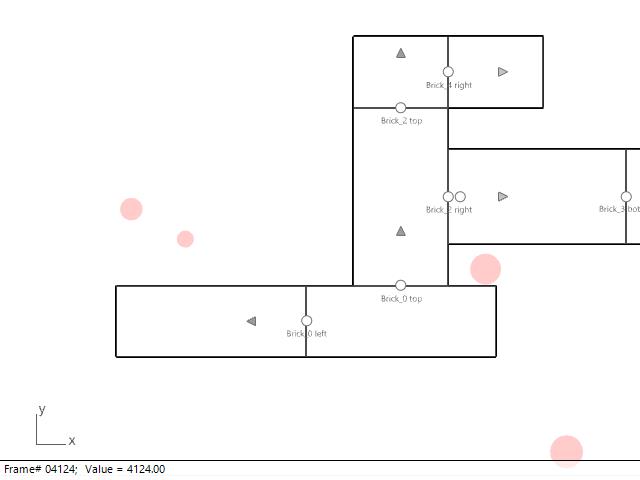 Brick_4 right
Brick_2 top
Brick_2 right
Brick_3 bot
Brick_0 top
Brick_0 left
y
x
Frame# 04124; Value = 4124.00